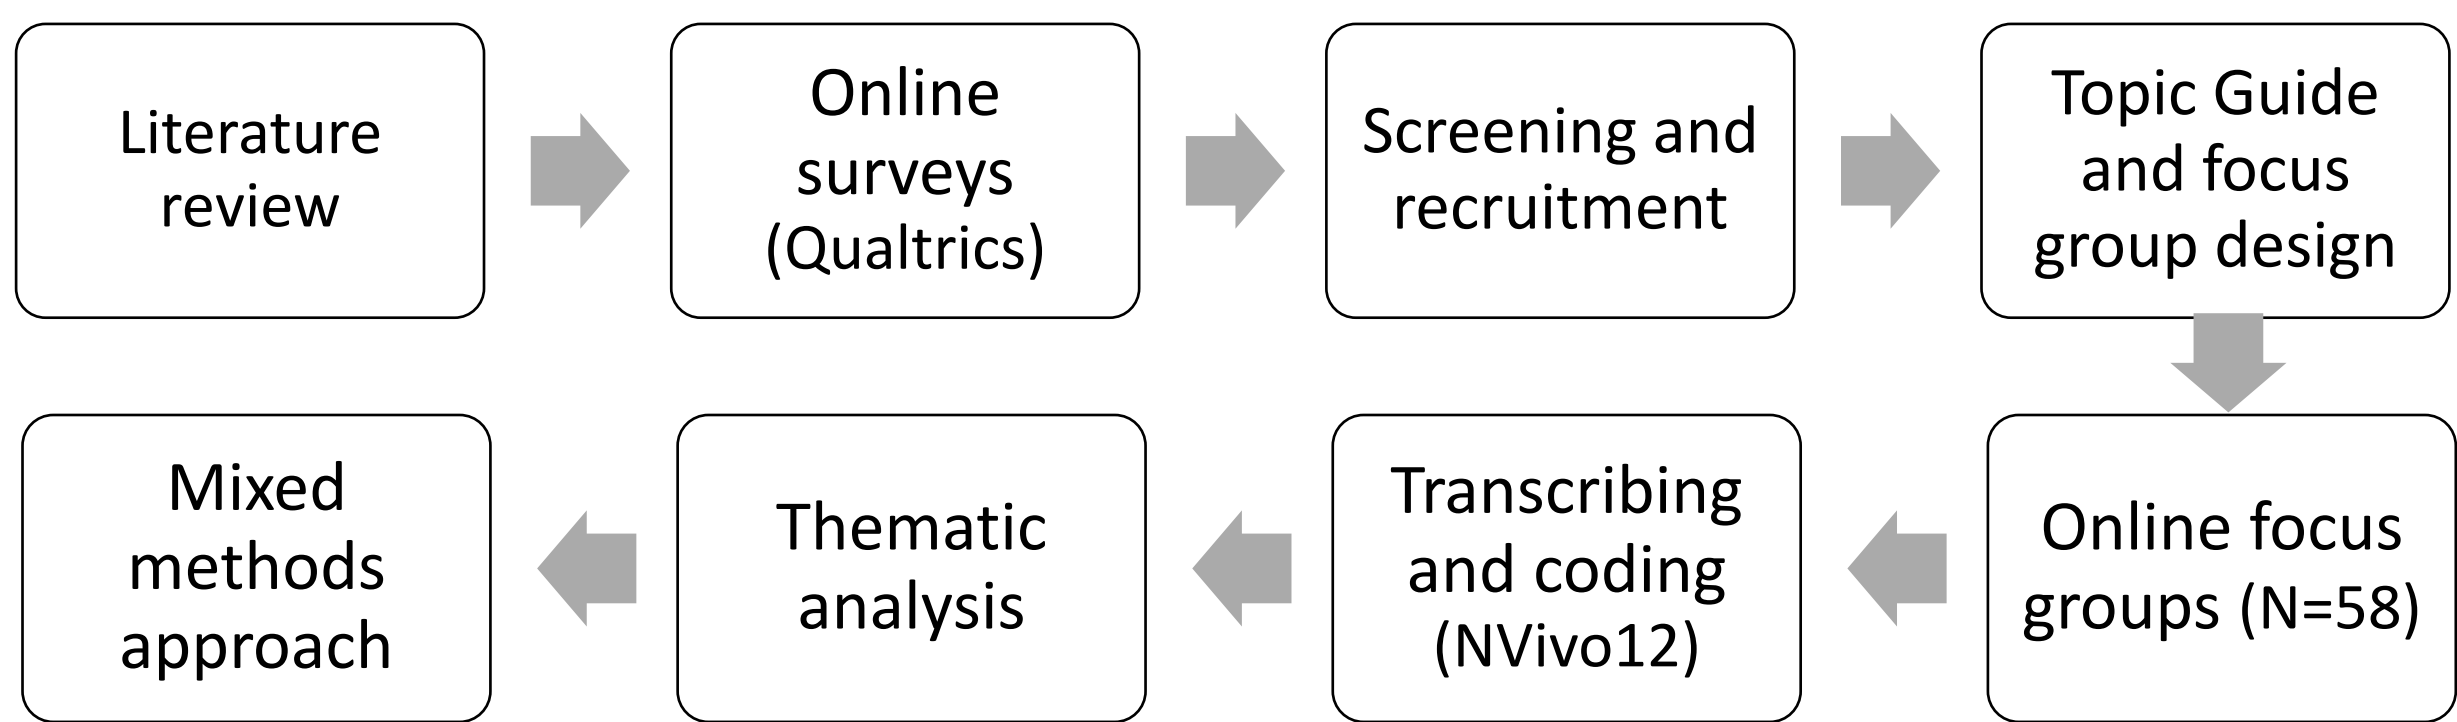 Literature
review
Online
surveys
(Qualtrics)
Screening and
recruitment
Topic Guide
and focus
group design
Online focus
groups (N=58)
Transcribing
and coding
(NVivo12)
Thematic
analysis
Mixed
methods
approach